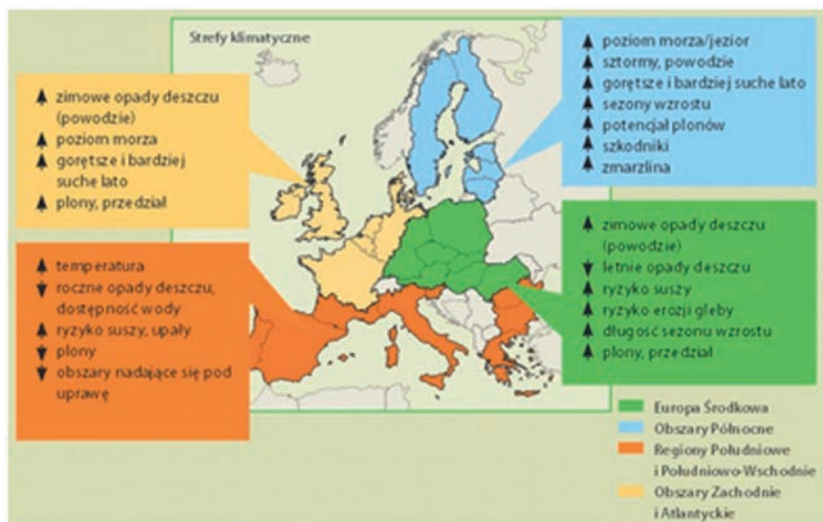 Strefy klimatyczne
▲ zimowe opady deszczu
(powodzie)
▲ poziom morza
▲ gorętsze i bardziej
suche lato
▲ plony, przedział
▲ temperatura
▼ roczne opady deszczu,
dostępność wody
▲ ryzyko suszy, upały
▼ plony
▼ obszary nadające się pod
uprawę
▲ poziom morza/jezior
▲ sztormy, powodzie
▲ gorętsze i bardziej suche lato
▲ sezony wzrostu
▲ potencjał plonów
▲ szkodniki
▲ zmarzlina
▲ zimowe opady deszczu
(powodzie)
▼ letnie opady deszczu
▲ ryzyko suszy
▲ ryzyko erozji gleby
▲ długość sezonu wzrostu
▲ plony, przedział
Europa Środkowa
Obszary Północne
Regiony Południowe
i Południowo-Wschodnie
Obszary Zachodnie
i Atlantyckie